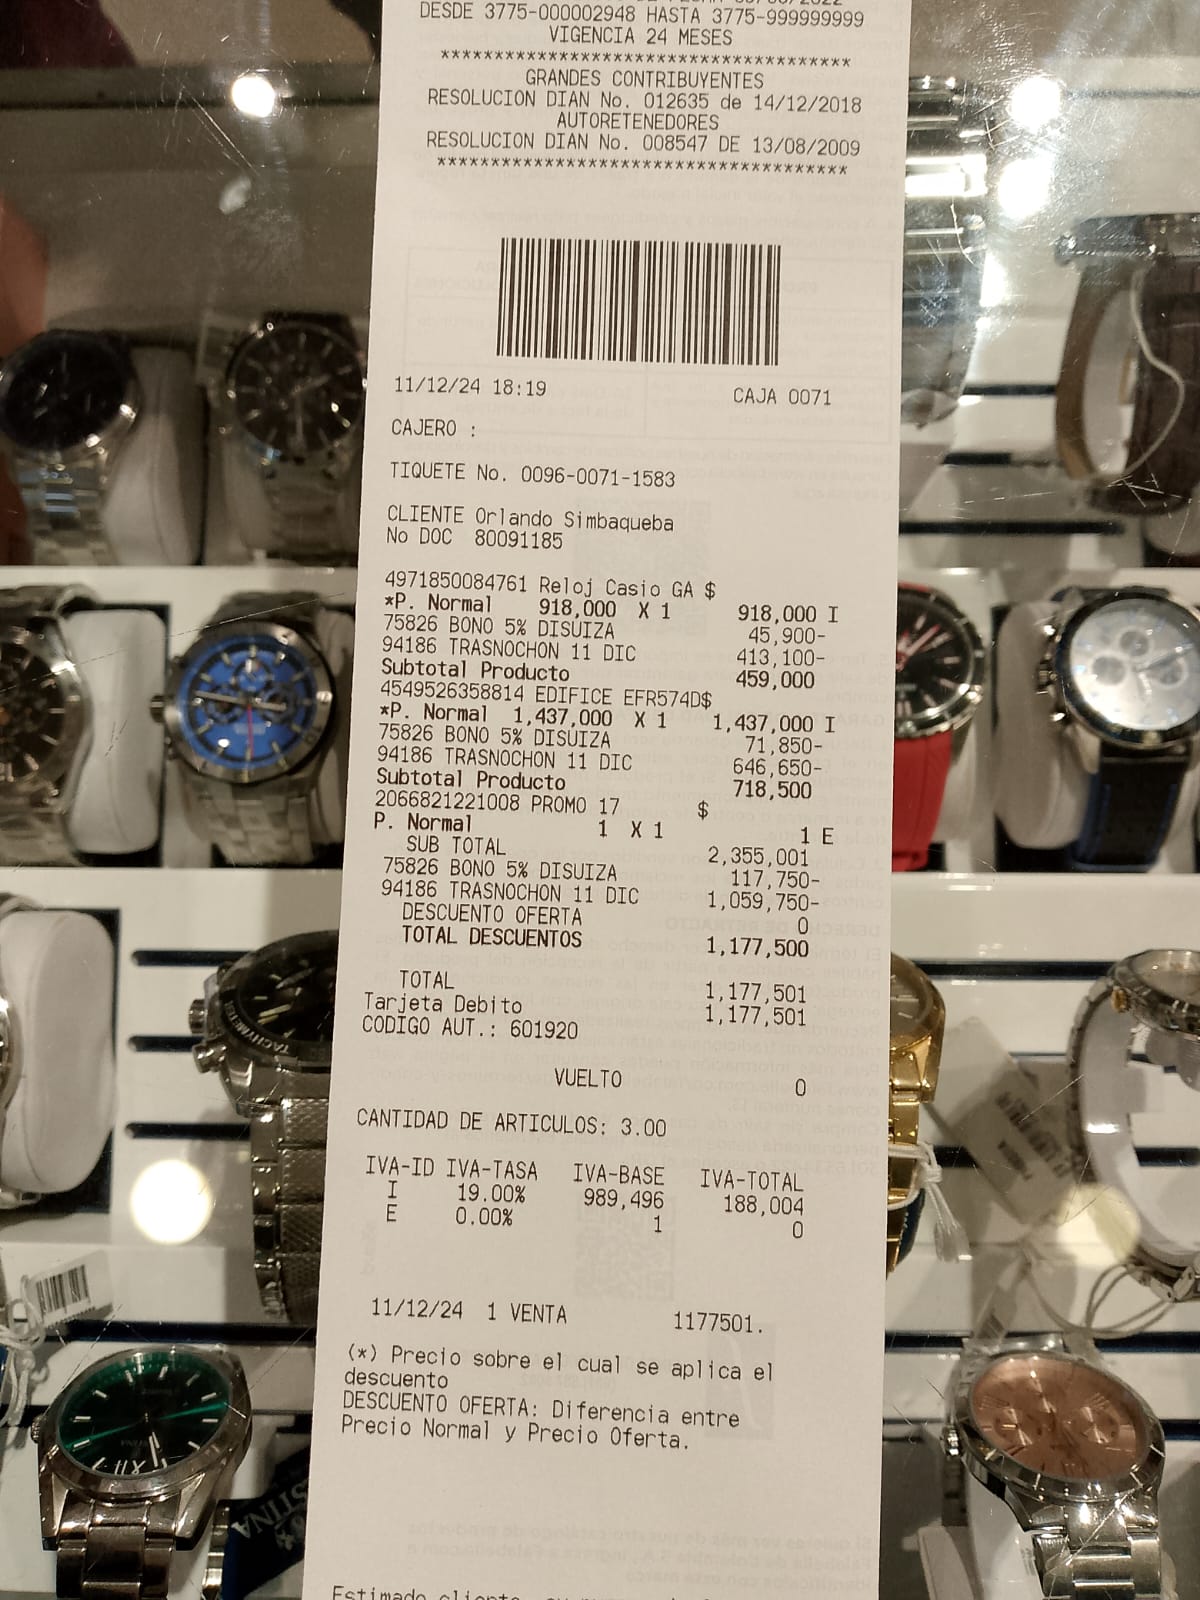 DESDE 3775-000002948 HASTA 3775-999999999
VIGENCIA 24 MESES
**************************************
GRANDES CONTRIBUYENTES
RESOLUCION DIAN No. 012635 de 14/12/2018
AUTORETENEDORES
RESOLUCION DIAN No. 008547 DE 13/08/2009
**************************************
11/12/24 18:19 CAJA 0071
CAJERO :
TIQUETE No. 0096-0071-1583
CLIENTE Orlando Simbaqueba
No DOC 80091185
4971850084761 Reloj Casio GA $
*P. Normal 918,000 X 1 918,000 I
75826 BONO 5% DISUIZA 45,900-
94186 TRASNOCHON 11 DIC 413,100-
Subtotal Producto 459,000
4549526358814 EDIFICE EFR574D$
*P. Normal 1,437,000 X 1 1,437,000 I
75826 BONO 5% DISUIZA 71,850-
94186 TRASNOCHON 11 DIC 646,650-
Subtotal Producto 718,500
2066821221008 PROMO 17 $
P. Normal 1 X 1 1 E
SUB TOTAL 2,355,001
75826 BONO 5% DISUIZA 117,750-
94186 TRASNOCHON 11 DIC 1,059,750-
DESCUENTO OFERTA 0
TOTAL DESCUENTOS 1,177,500
TOTAL 1,177,501
Tarjeta Debito 1,177,501
CODIGO AUT.: 601920
VUELTO 0
CANTIDAD DE ARTICULOS: 3.00
IVA-ID IVA-TASA IVA-BASE IVA-TOTAL
I 19.00% 989,496 188,004
E 0.00% 1 0
11/12/24 1 VENTA 1177501.
(*) Precio sobre el cual se aplica el
descuento
DESCUENTO OFERTA: Diferencia entre
Precio Normal y Precio Oferta.
Estimado cliente,
TACHYMETER